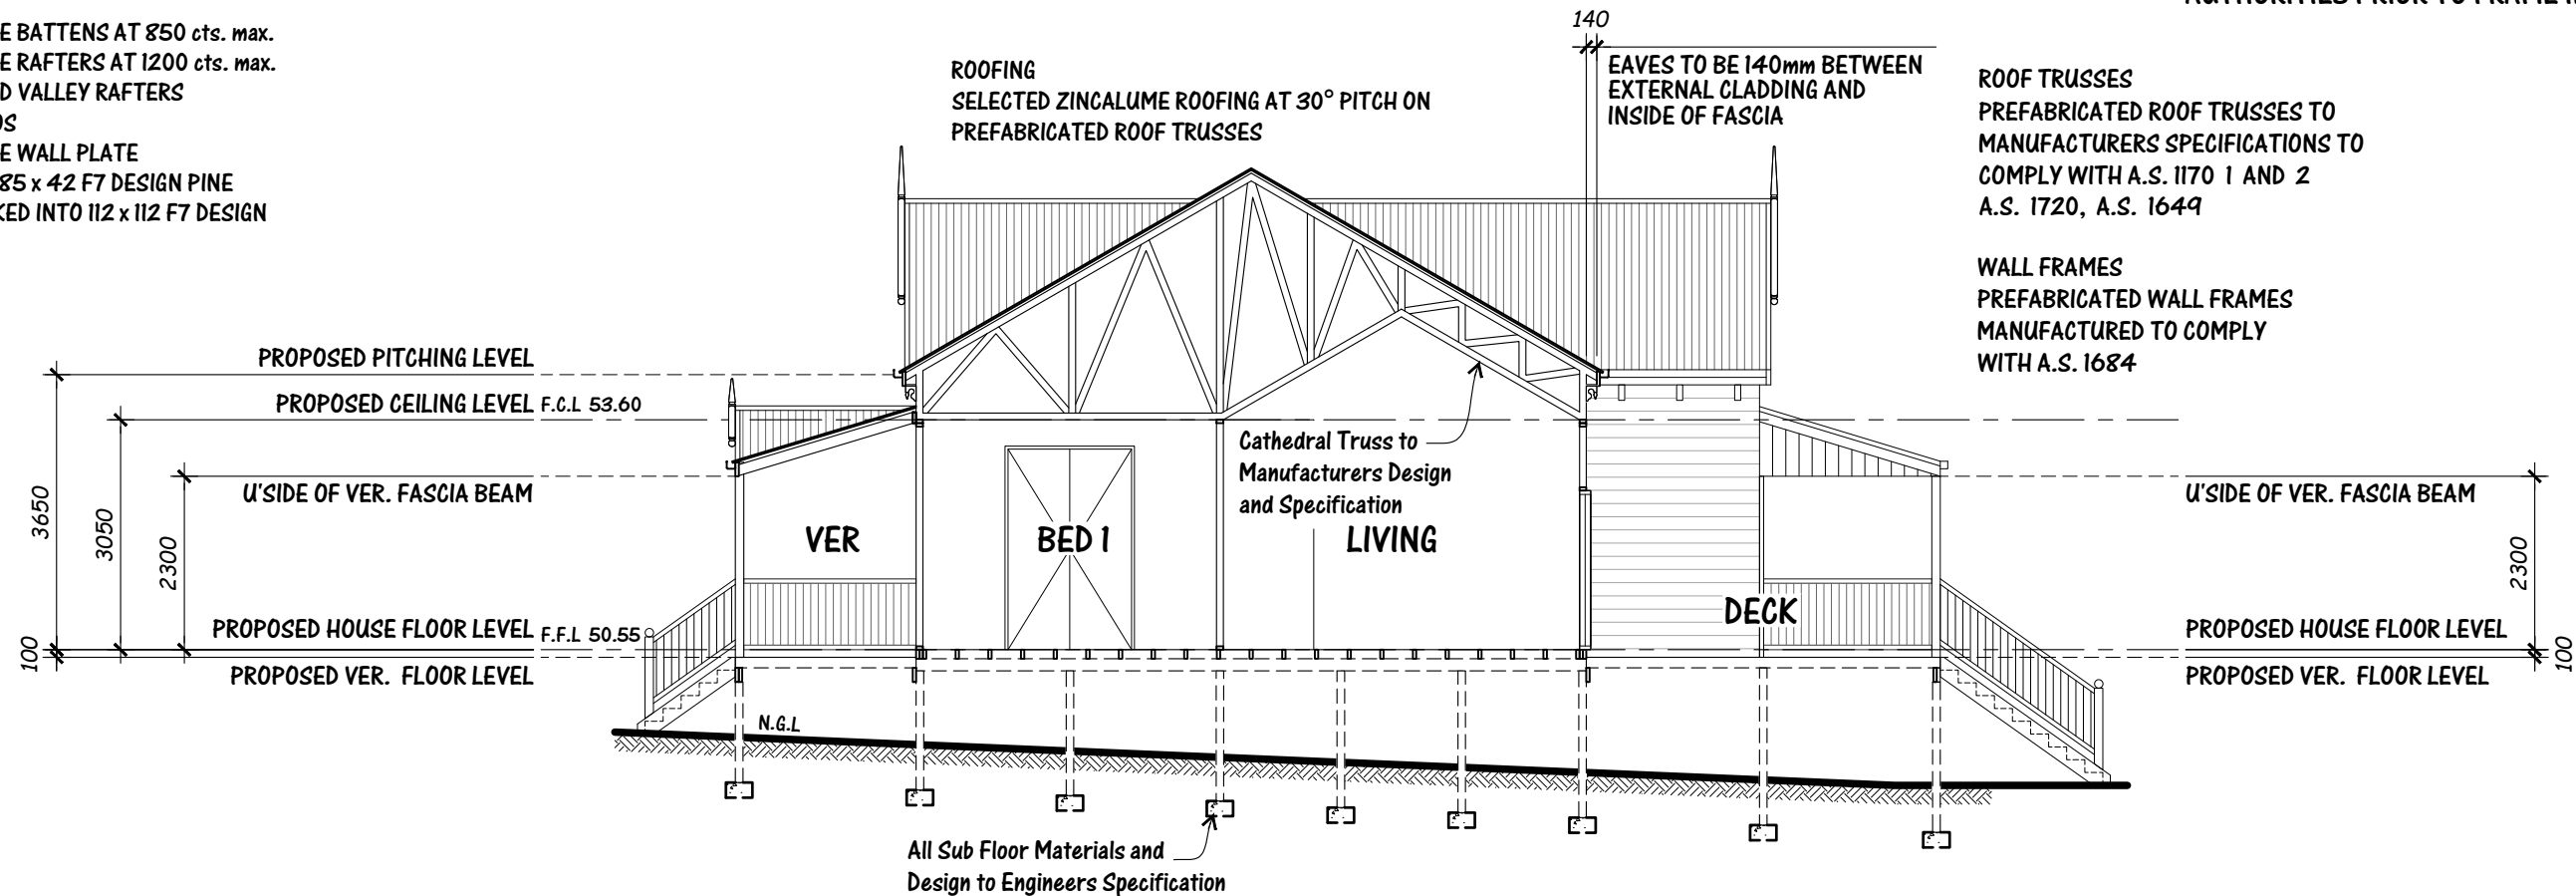 E BATTENS AT 850 cts. max.
E RAFTERS AT 1200 cts. max.
D VALLEY RAFTERS
E WALL PLATE
85 x 42 F7 DESIGN PINE
KED INTO 112 x 112 F7 DESIGN
ROOFING
SELECTED ZINCALUME ROOFING AT 30° PITCH ON
PREFABRICATED ROOF TRUSSES
140
EAVES TO BE 140mm BETWEEN
EXTERNAL CLADDING AND
INSIDE OF FASCIA
ROOF TRUSSES
PREFABRICATED ROOF TRUSSES TO
MANUFACTURERS SPECIFICATIONS TO
COMPLY WITH A.S. 1170 1 AND 2
A.S. 1720, A.S. 1649
WALL FRAMES
PREFABRICATED WALL FRAMES
MANUFACTURED TO COMPLY
WITH A.S. 1684
PROPOSED PITCHING LEVEL
PROPOSED CEILING LEVEL F.C.L 53.60
U'SIDE OF VER. FASCIA BEAM
3650
3050
2300
100
PROPOSED HOUSE FLOOR LEVEL F.F.L 50.55
PROPOSED VER. FLOOR LEVEL
VER
BED 1
Cathedral Truss to
Manufacturers Design
and Specification
LIVING
DECK
U'SIDE OF VER. FASCIA BEAM
2300
PROPOSED HOUSE FLOOR LEVEL
100
PROPOSED VER. FLOOR LEVEL
N.G.L
All Sub Floor Materials and
Design to Engineers Specification